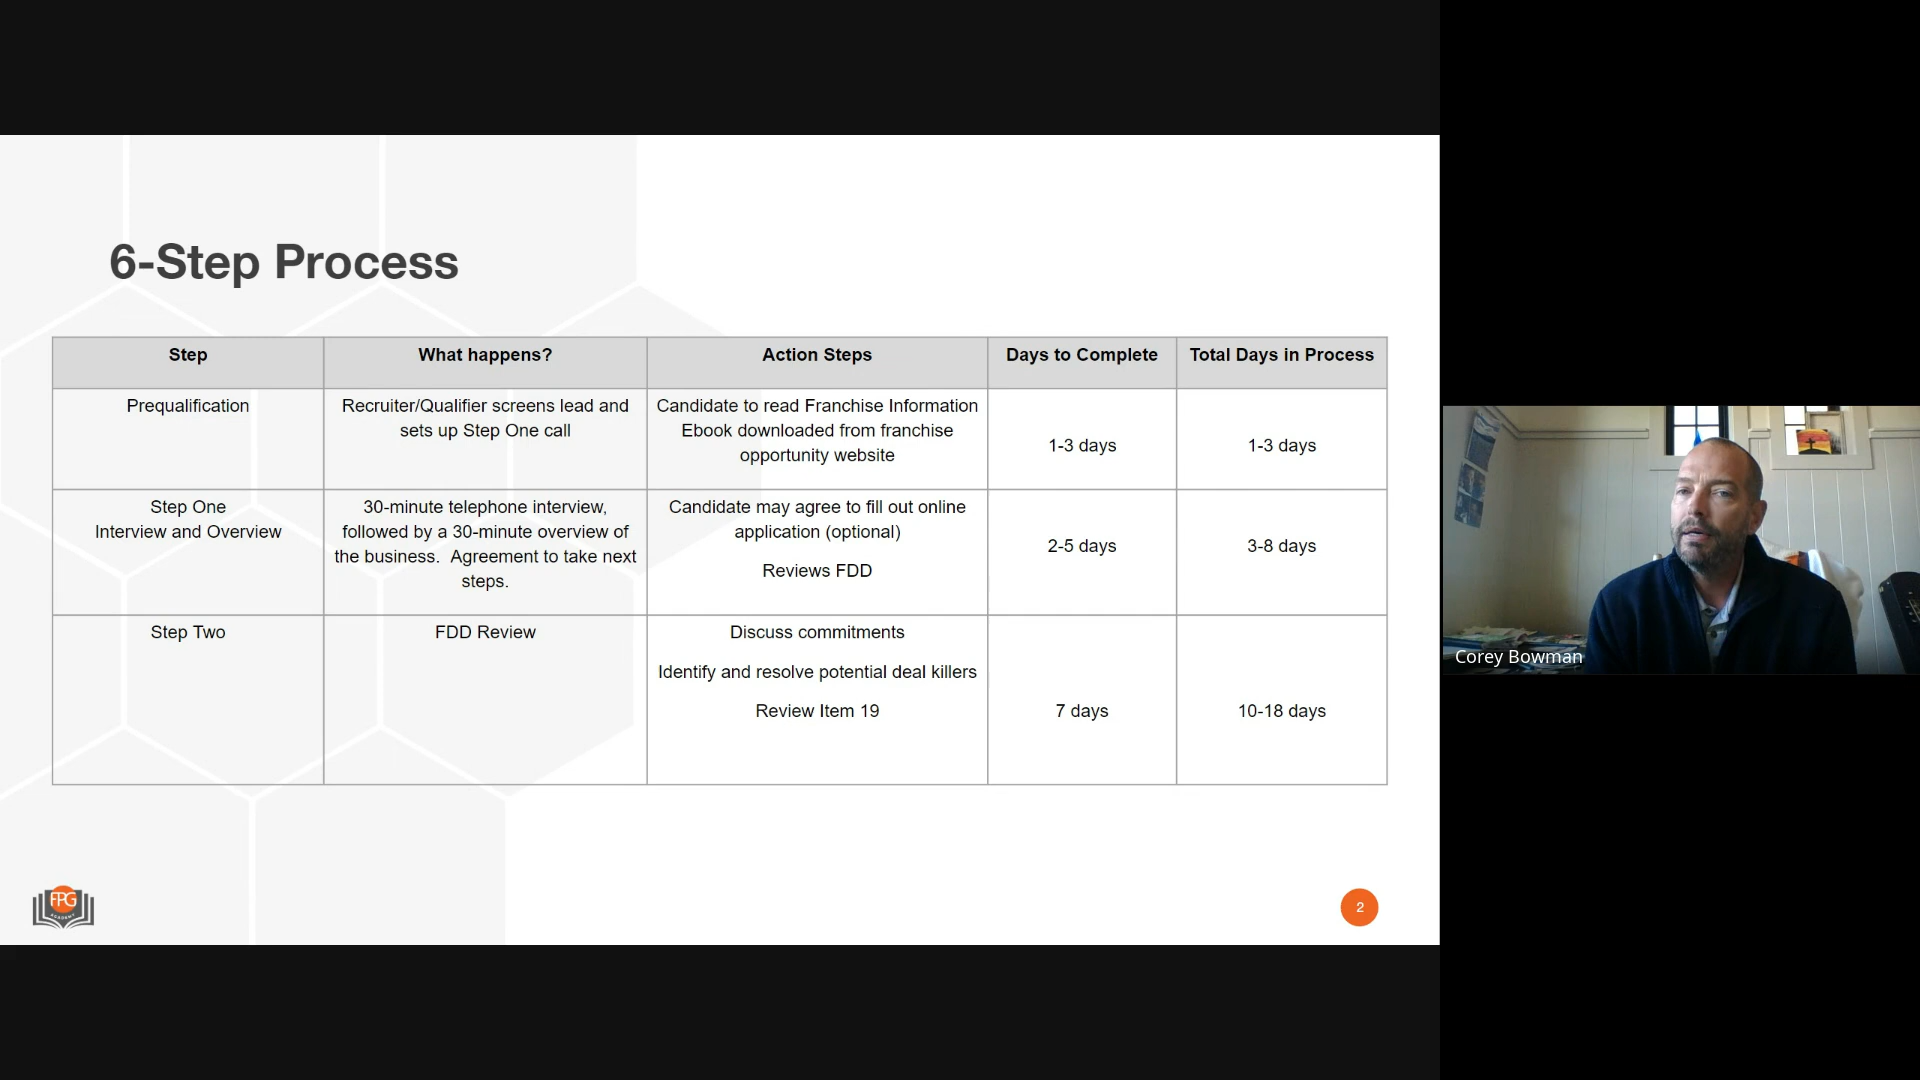 6-Step Process
Step
What happens?
Action Steps
Days to Complete
Total Days in Process
Prequalification
Recruiter/Qualifier screens lead and
sets up Step One call
Candidate to read Franchise Information
Ebook downloaded from franchise
opportunity website
1-3 days
1-3 days
Step One
Interview and Overview
30-minute telephone interview,
followed by a 30-minute overview of
the business. Agreement to take next
steps.
Candidate may agree to fill out online
application (optional)
Reviews FDD
2-5 days
3-8 days
Step Two
FDD Review
Discuss commitments
Identify and resolve potential deal killers
Review Item 19
7 days
10-18 days
FPG
ACADEMY
2
Corey Bowman